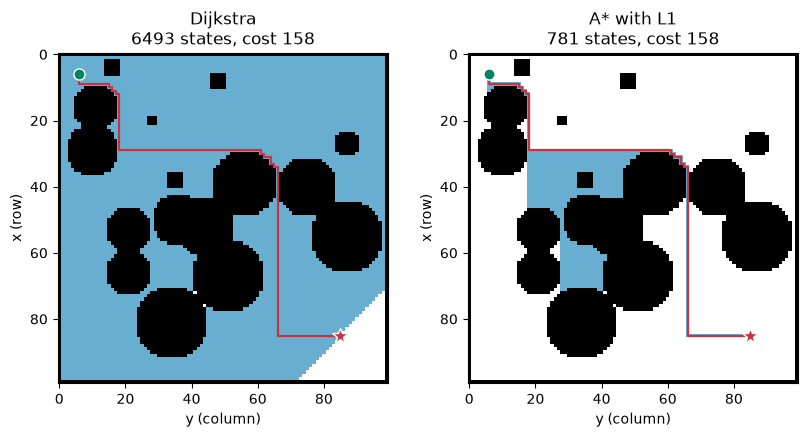 Dijkstra
6493 states, cost 158
0
20
40
60
80
x (row)
0 20 40 60 80
y (column)
A* with L1
781 states, cost 158
0
20
40
60
80
x (row)
0 20 40 60 80
y (column)